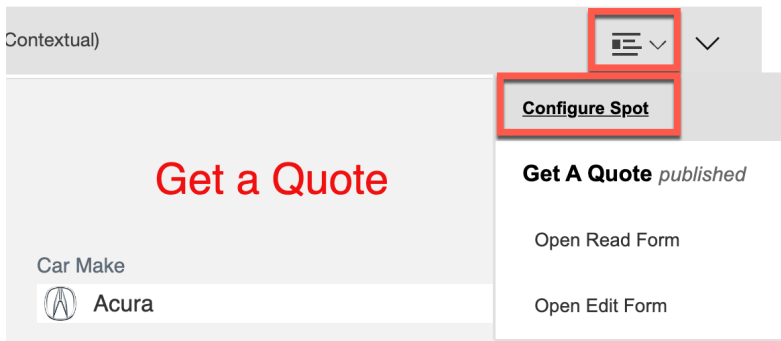 Contextual)
Configure Spot
Get a Quote
Get A Quote published
Open Read Form
Car Make
Acura
Open Edit Form